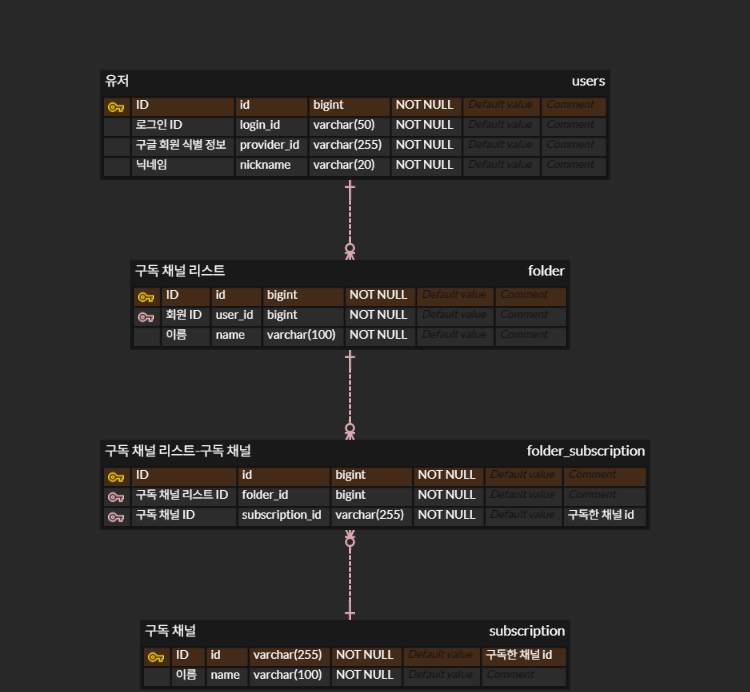 유저 users
ID id bigint NOT NULL Default value Comment
로그인 ID login_id varchar(50) NOT NULL Default value Comment
구글 회원 식별 정보 provider_id varchar(255) NOT NULL Default value Comment
닉네임 nickname varchar(20) NOT NULL Default value Comment
구독 채널 리스트 folder
ID id bigint NOT NULL Default value Comment
회원 ID user_id bigint NOT NULL Default value Comment
이름 name varchar(100) NOT NULL Default value Comment
구독 채널 리스트-구독 채널 folder_subscription
ID id bigint NOT NULL Default value Comment
구독 채널 리스트 ID folder_id bigint NOT NULL Default value Comment
구독 채널 ID subscription_id varchar(255) NOT NULL Default value 구독한 채널 id
구독 채널 subscription
ID id varchar(255) NOT NULL Default value 구독한 채널 id
이름 name varchar(100) NOT NULL Default value Comment